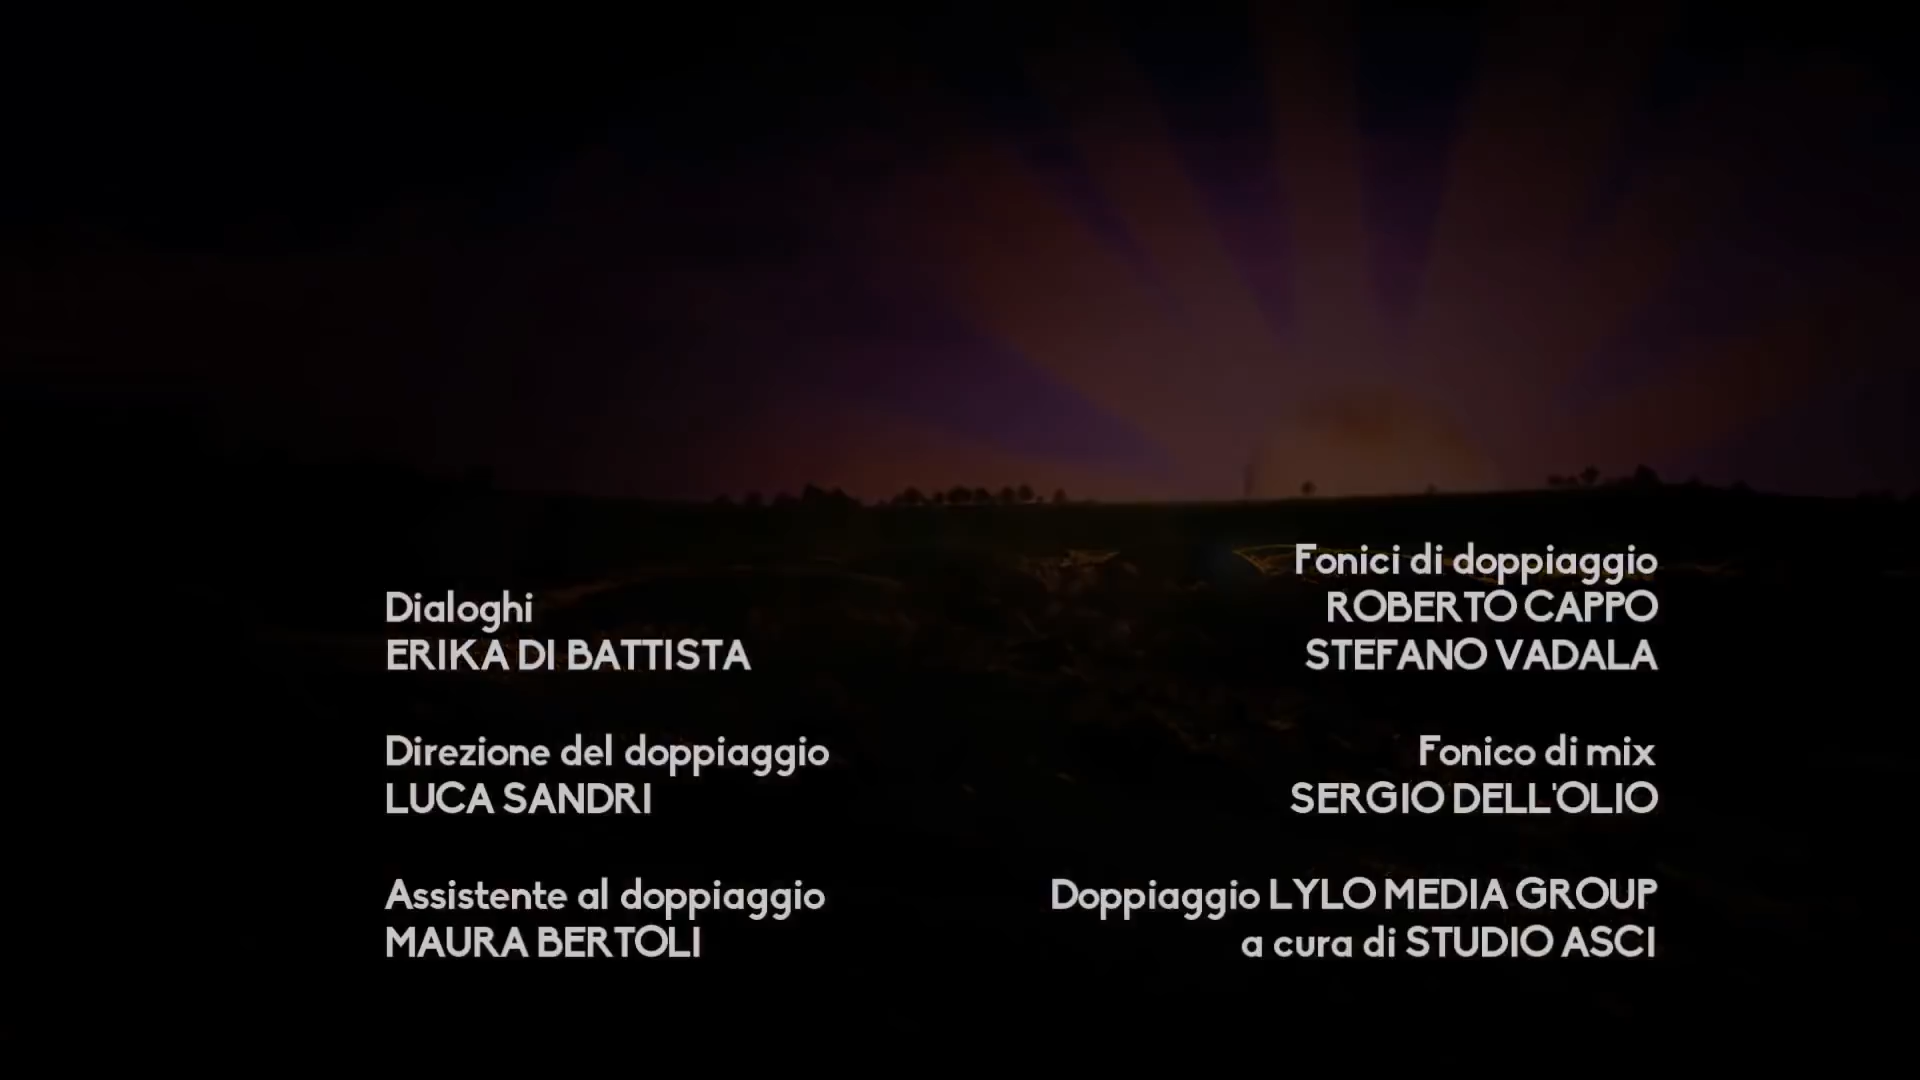 Dialoghi
ERIKA DI BATTISTA
Direzione del doppiaggio
LUCA SANDRI
Assistente al doppiaggio
MAURA BERTOLI
Fonici di doppiaggio
ROBERTO CAPPO
STEFANO VADALA
Fonico di mix
SERGIO DELL'OLIO
Doppiaggio LYLO MEDIA GROUP
a cura di STUDIO ASCI